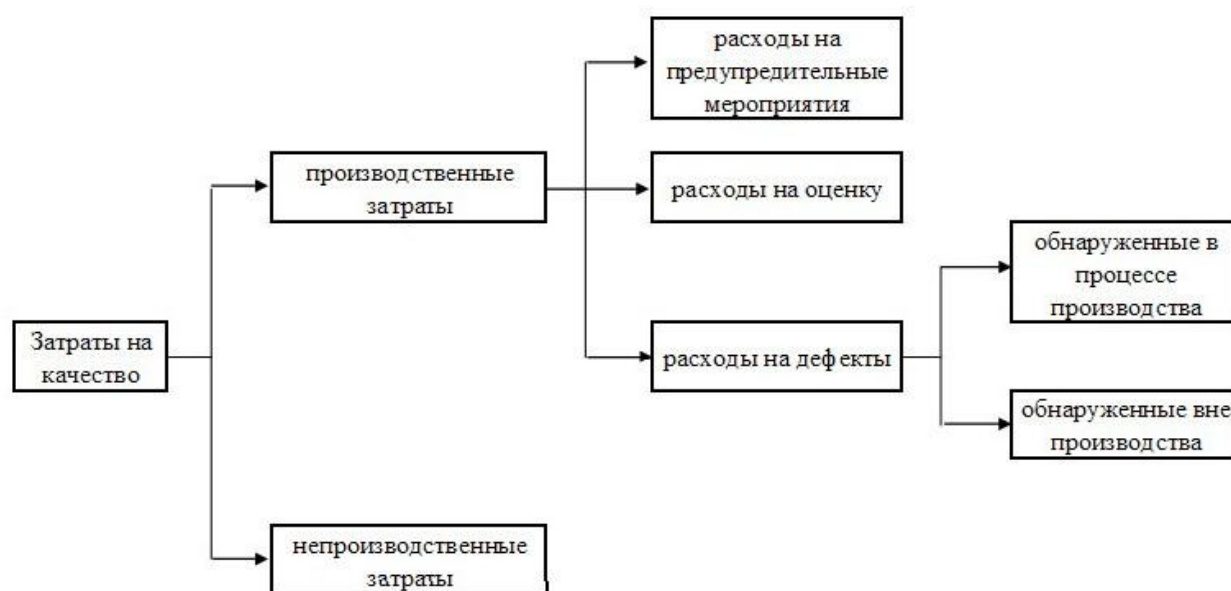 расходы на
предупредительные
мероприятия
производственные
затраты
расходы на оценку
обнаруженные в
процессе
производства
Затраты на
качество
расходы на дефекты
обнаруженные вне
производства
непроизводственные
затраты